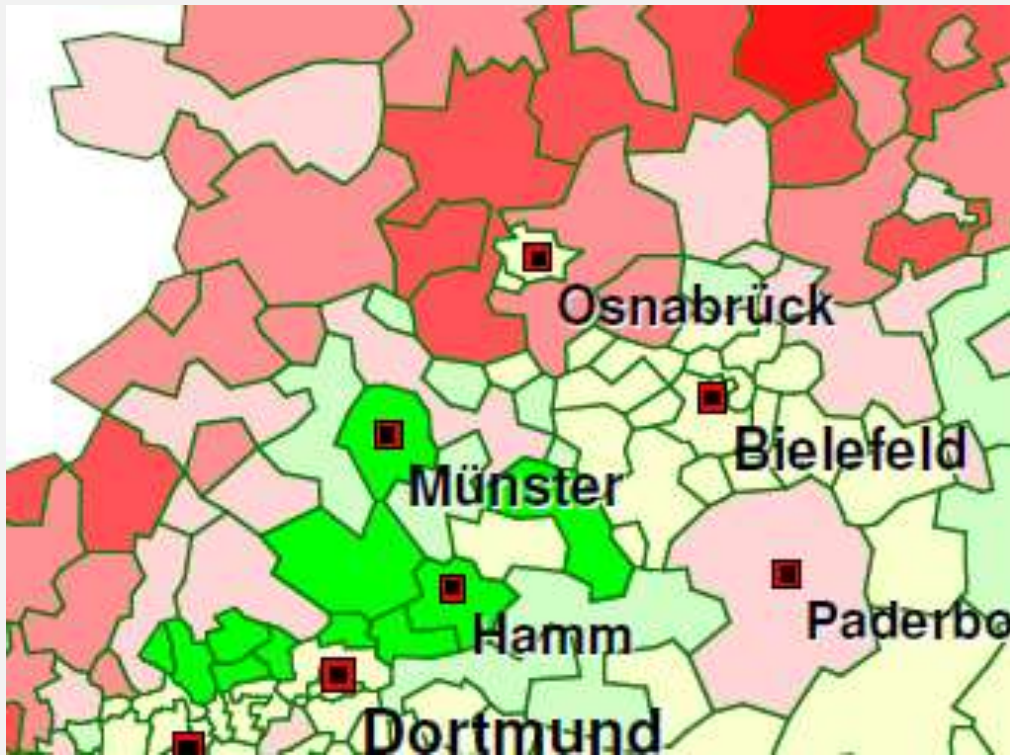 Osnabrück
Bielefeld
Münster
Paderbo
Hamm
Dortmund